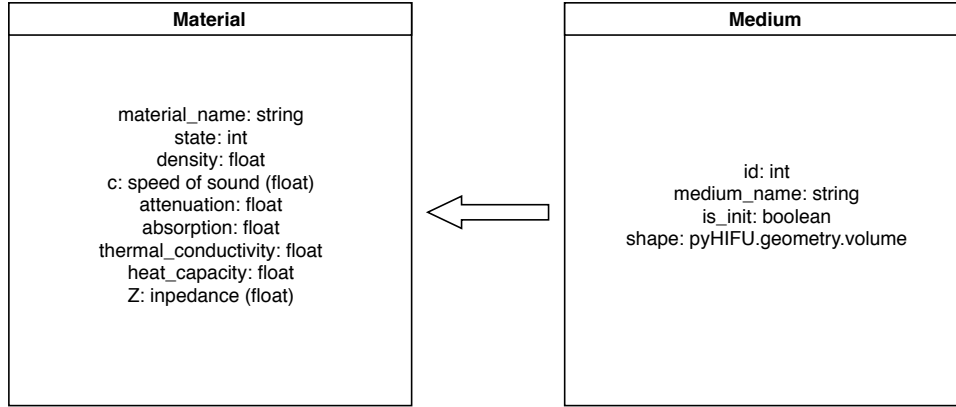 Material
material_name: string
state: int
density: float
c: speed of sound (float)
attenuation: float
absorption: float
thermal_conductivity: float
heat_capacity: float
Z: inpedance (float)
Medium
id: int
medium_name: string
is_init: boolean
shape: pyHIFU.geometry.volume